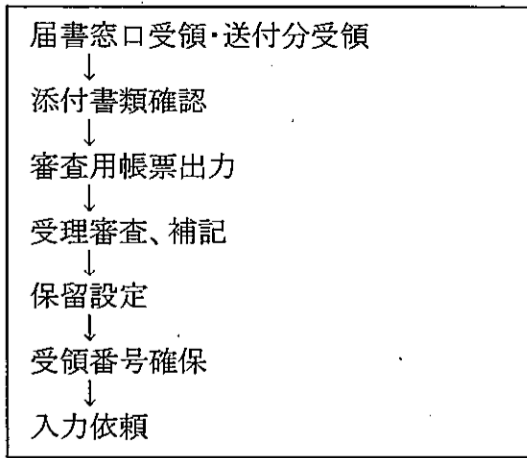 届書窓口受領・送付分受領
↓
添付書類確認
↓
審査用帳票出力
↓
受理審査、補記
↓
保留設定
↓
受領番号確保
↓
入力依頼